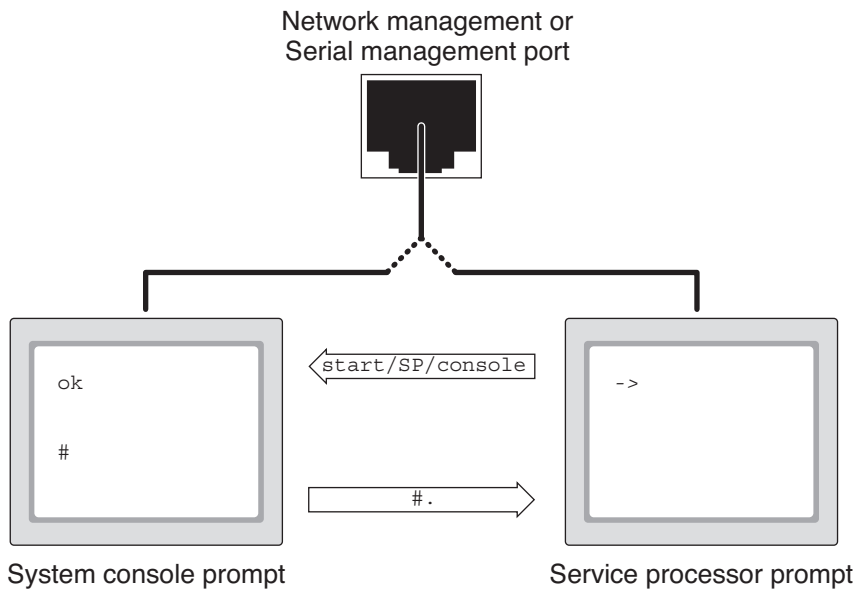 Network management or
Serial management port
start/SP/console
ok
->
#
#.
System console prompt
Service processor prompt